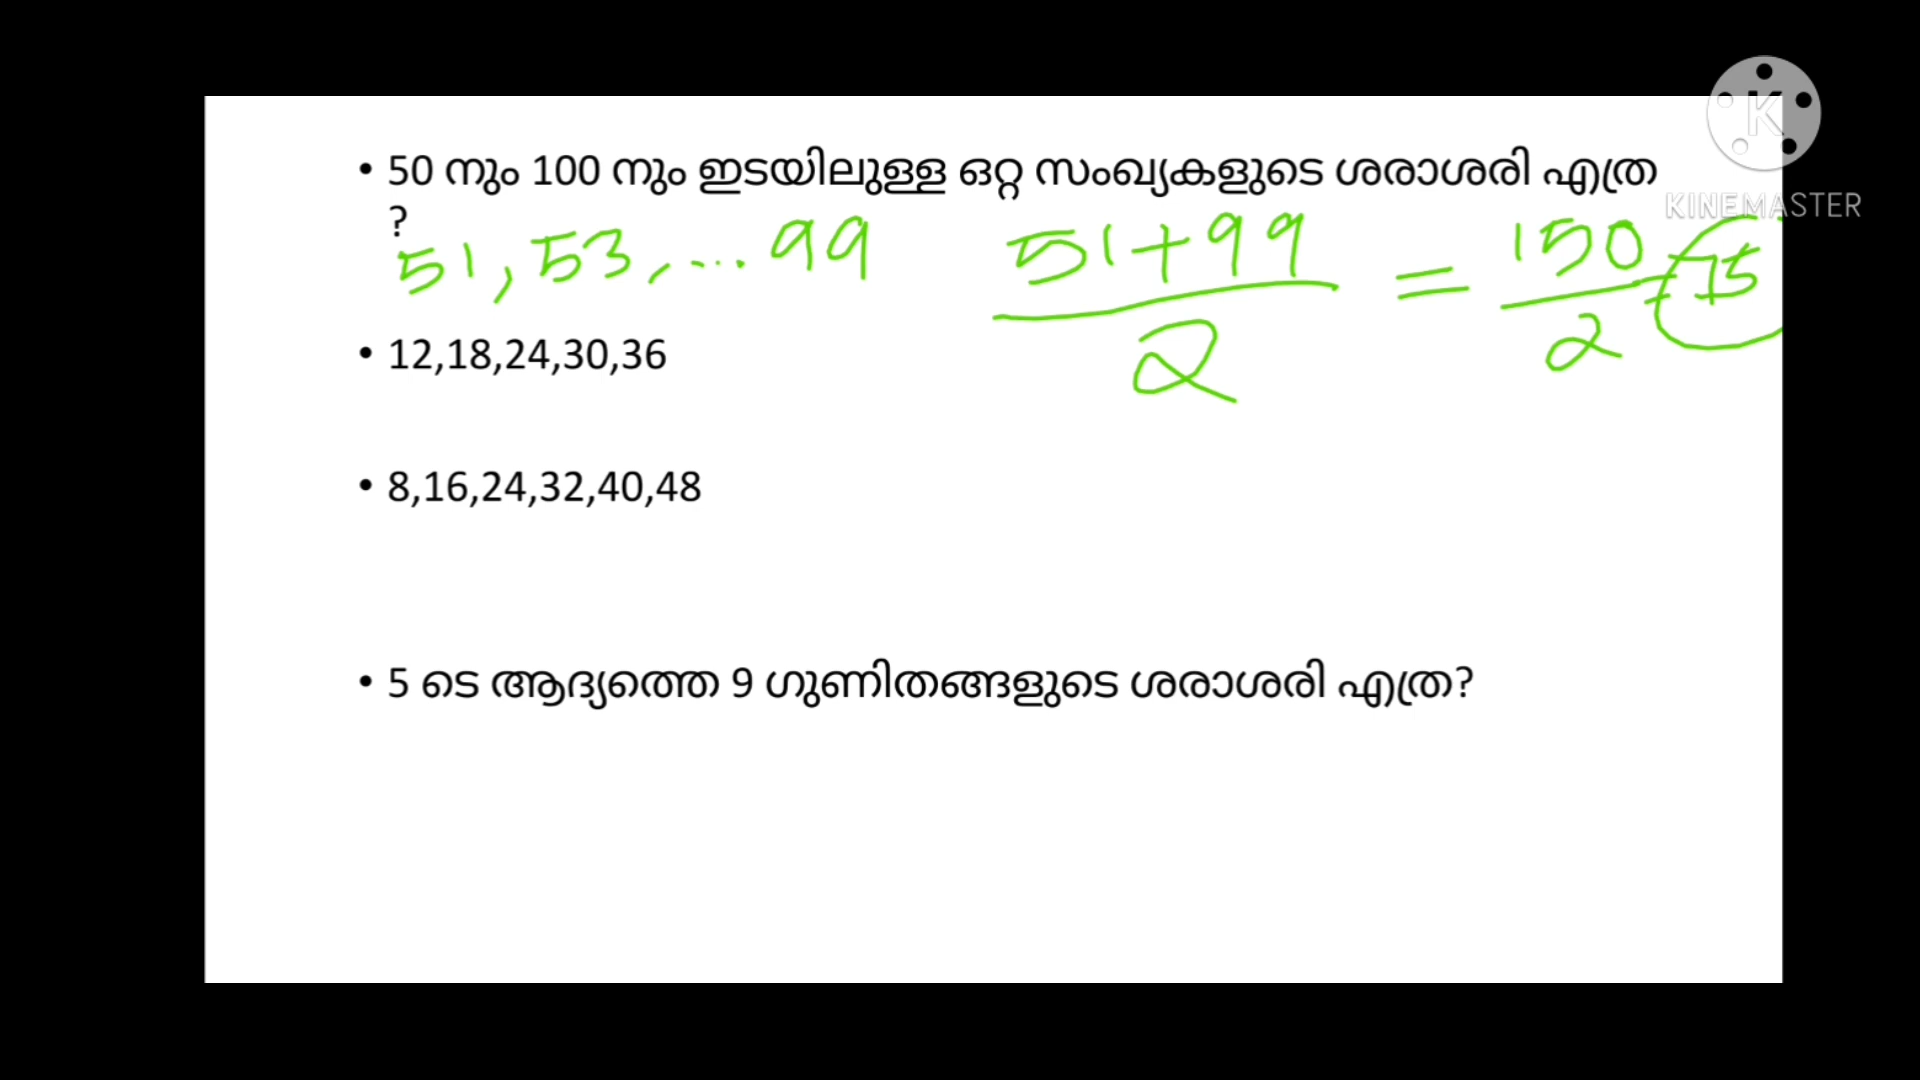 • 50 നും 100 നും ഇടയിലുള്ള ഒറ്റ സംഖ്യകളുടെ ശരാശരി എത്ര
?
51, 53, ... 99
51+99
2
=
150
2
= 75
• 12,18,24,30,36
• 8,16,24,32,40,48
• 5 ടെ ആദ്യത്തെ 9 ഗുണിതങ്ങളുടെ ശരാശരി എത്ര?
K
KINEMASTER